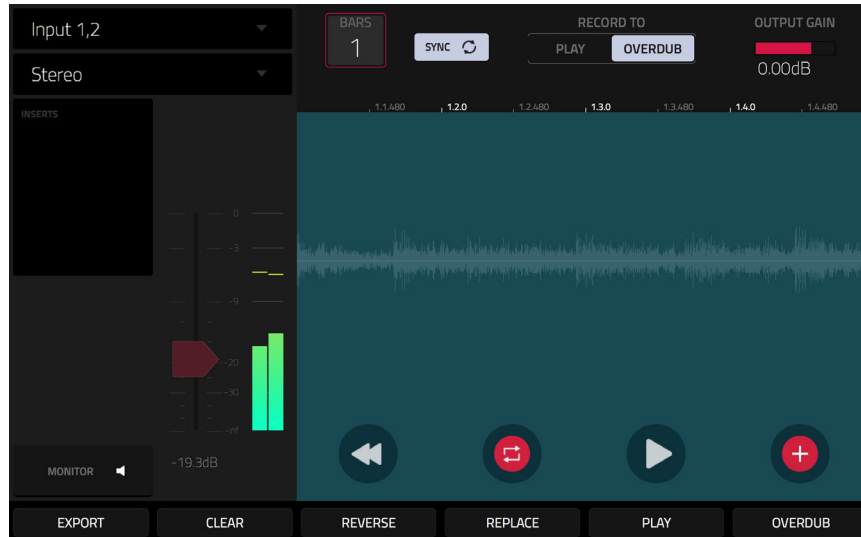 Input 1,2
Stereo
INSERTS
0
-3
-9
-20
-30
-inf
-19.3dB
MONITOR
BARS
1
SYNC
RECORD TO
PLAY
OVERDUB
OUTPUT GAIN
0.00dB
1.1.480
1.2.0
1.2.480
1.3.0
1.3.480
1.4.0
1.4.480
EXPORT
CLEAR
REVERSE
REPLACE
PLAY
OVERDUB